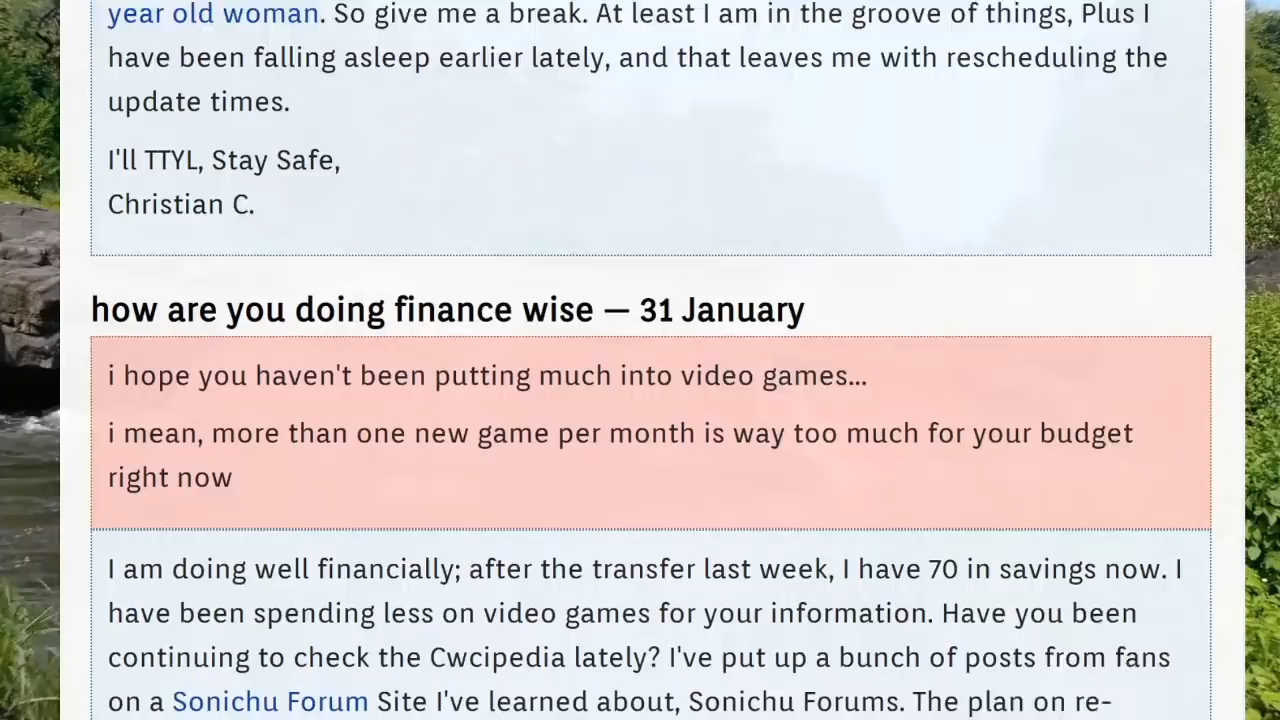 year old woman. So give me a break. At least I am in the groove of things, Plus I
have been falling asleep earlier lately, and that leaves me with rescheduling the
update times.
I'll TTYL, Stay Safe,
Christian C.
how are you doing finance wise — 31 January
i hope you haven't been putting much into video games...
i mean, more than one new game per month is way too much for your budget
right now
I am doing well financially; after the transfer last week, I have 70 in savings now. I
have been spending less on video games for your information. Have you been
continuing to check the Cwcipedia lately? I've put up a bunch of posts from fans
on a Sonichu Forum Site I've learned about, Sonichu Forums. The plan on re-